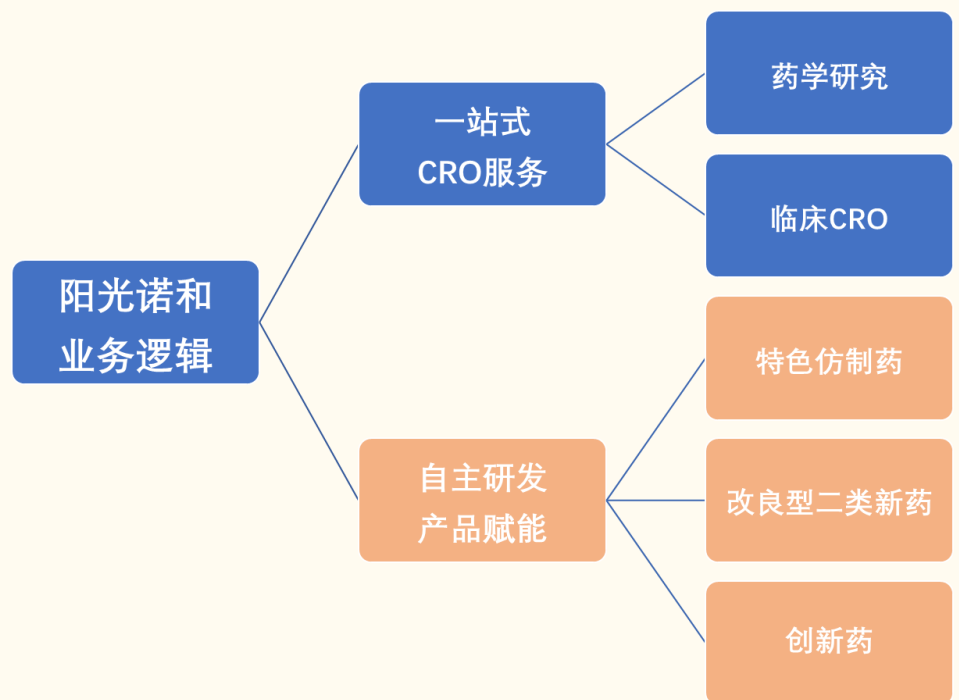 阳光诺和
业务逻辑
一站式
CRO服务
自主研发
产品赋能
药学研究
临床CRO
特色仿制药
改良型二类新药
创新药